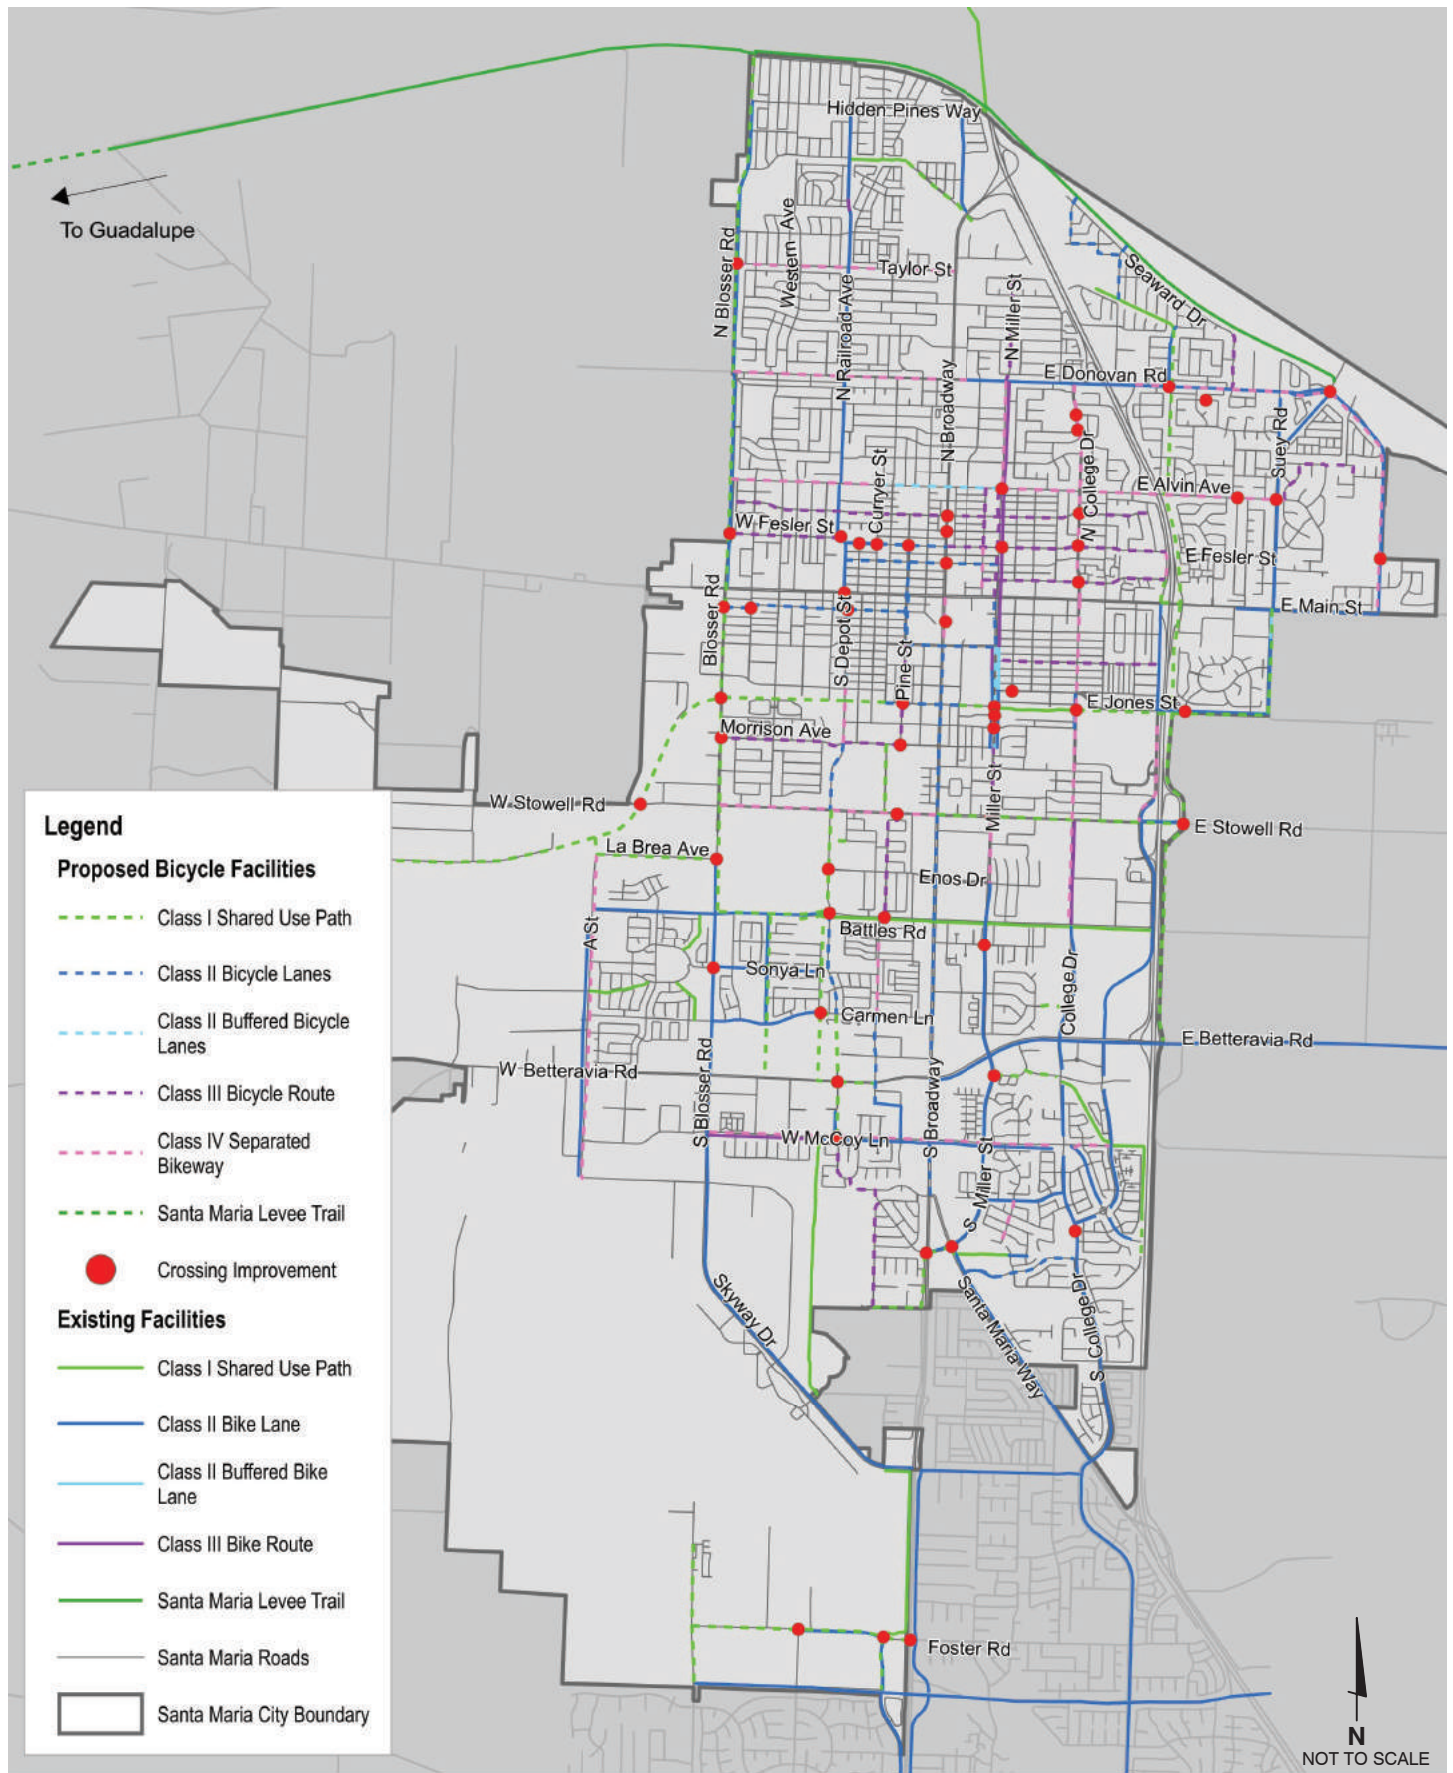 Hidden Pines Way
To Guadalupe
N Blosser Rd
Western Ave
Taylor St
N Railroad Ave
N Miller St
Seaward Dr
E Donovan Rd
N Broadway
Curryer St
N College Dr
Suey Rd
E Alvin Ave
W Fesler St
E Fesler St
E Main St
Blosser Rd
S Depot St
Pine St
E Jones St
Morrison Ave
Miller St
W Stowell Rd
E Stowell Rd
La Brea Ave
Enos Dr
A St
Battles Rd
Sonya Ln
College Dr
Carmen Ln
E Betteravia Rd
W Betteravia Rd
S Blosser Rd
S Broadway
W McCoy Ln
S Miller St
Skyway Dr
Santa Maria Way
S College Dr
Foster Rd
Legend
Proposed Bicycle Facilities
Class I Shared Use Path
Class II Bicycle Lanes
Class II Buffered Bicycle
Lanes
Class III Bicycle Route
Class IV Separated
Bikeway
Santa Maria Levee Trail
Crossing Improvement
Existing Facilities
Class I Shared Use Path
Class II Bike Lane
Class II Buffered Bike
Lane
Class III Bike Route
Santa Maria Levee Trail
Santa Maria Roads
Santa Maria City Boundary
N
NOT TO SCALE